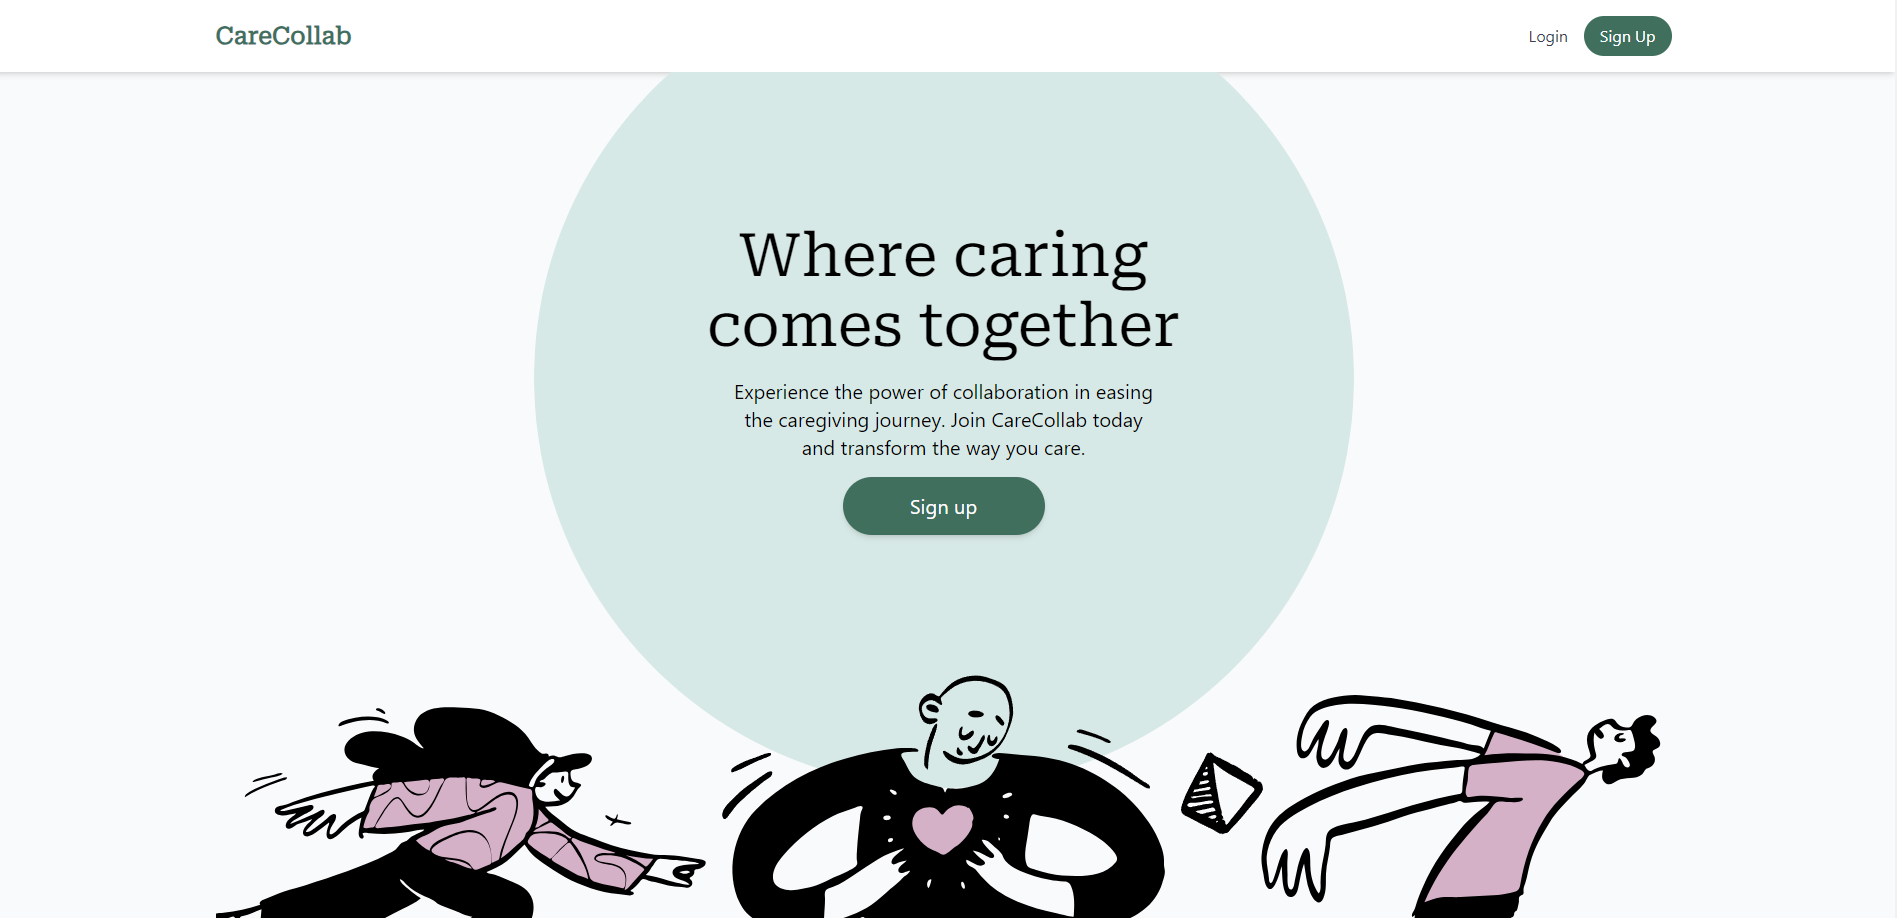 CareCollab
Login
Sign Up
Where caring
comes together
Experience the power of collaboration in easing
the caregiving journey. Join CareCollab today
and transform the way you care.
Sign up